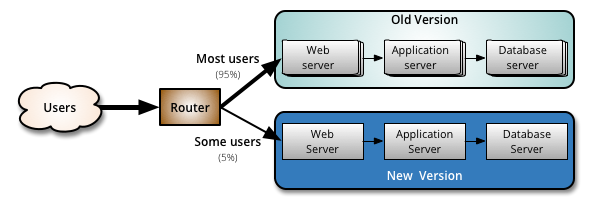 Users
Router
Most users
(95%)
Some users
(5%)
Old Version
Web
server
Application
server
Database
server
Web
Server
Application
Server
Database
Server
New Version